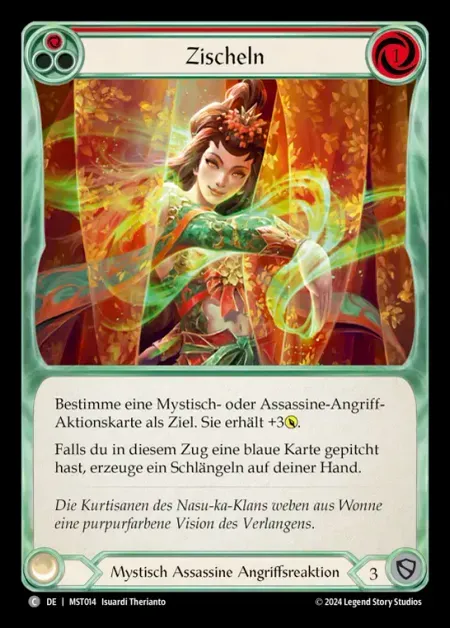 Zischeln
1
Bestimme eine Mystisch- oder Assassine-Angriff-
Aktionskarte als Ziel. Sie erhält +3.
Falls du in diesem Zug eine blaue Karte gepitcht
hast, erzeuge ein Schlängeln auf deiner Hand.
Die Kurtisanen des Nasu-ka-Klans weben aus Wonne
eine purpurfarbene Vision des Verlangens.
Mystisch Assassine Angriffsreaktion
3
C DE | MST014 Isuardi Therianto
© 2024 Legend Story Studios